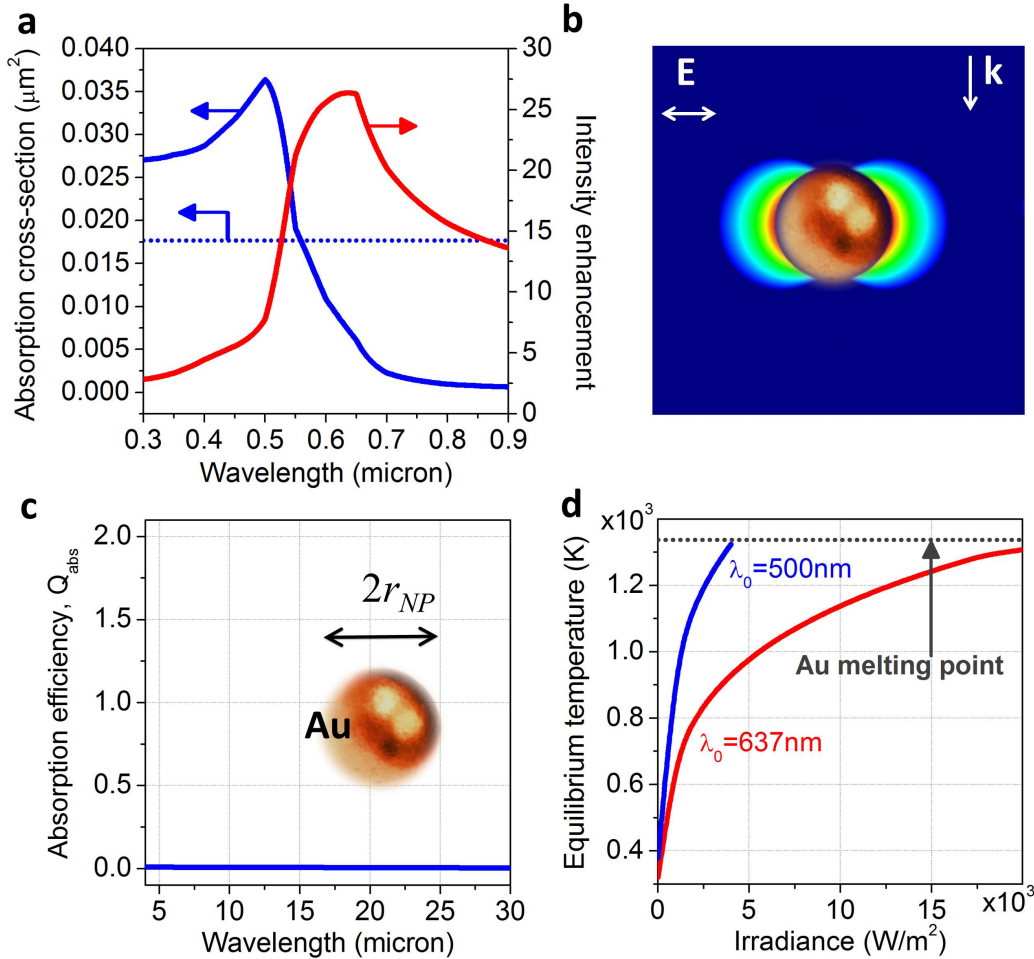 a
Absorption cross-section (μm²)
0.040
0.035
0.030
0.025
0.020
0.015
0.010
0.005
0.000
30
25
20
15
10
5
0
Intensity enhancement
0.3 0.4 0.5 0.6 0.7 0.8 0.9
Wavelength (micron)
b
E
k
c
Absorption efficiency, Q_abs
2.0
1.5
1.0
0.5
0.0
2r_NP
Au
5 10 15 20 25 30
Wavelength (micron)
d
x10³
Equilibrium temperature (K)
1.2
1.0
0.8
0.6
0.4
λ₀=500nm
Au melting point
λ₀=637nm
0 5 10 15 x10³
Irradiance (W/m²)